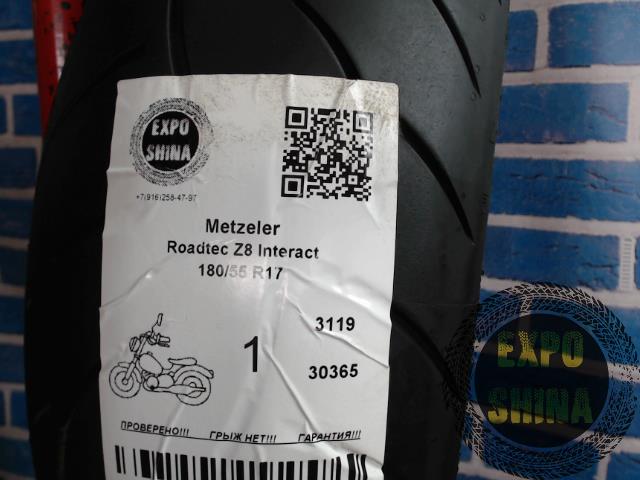 EXPO
SHINA
+7(916)258-47-97
Metzeler
Roadtec Z8 Interact
180/55 R17
3119
1
30365
ПРОВЕРЕНО!!! ГРЫЖ НЕТ!!! ГАРАНТИЯ!!!
EXPO
SHINA